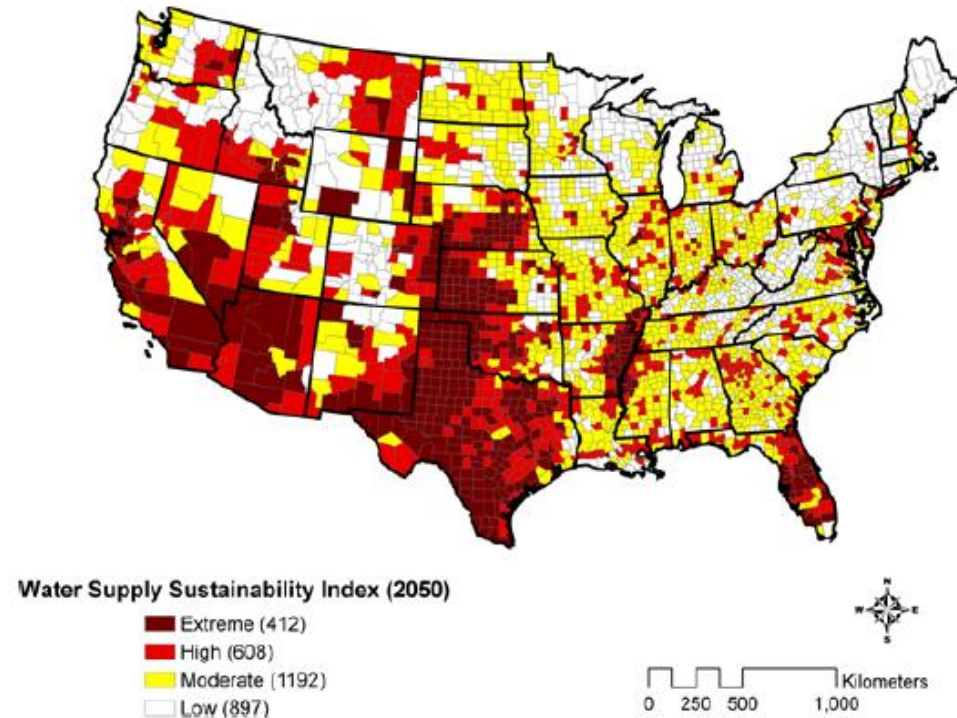 Water Supply Sustainability Index (2050)
Extreme (412)
High (608)
Moderate (1192)
Low (897)
N
W E
S
Kilometers
0 250 500 1,000